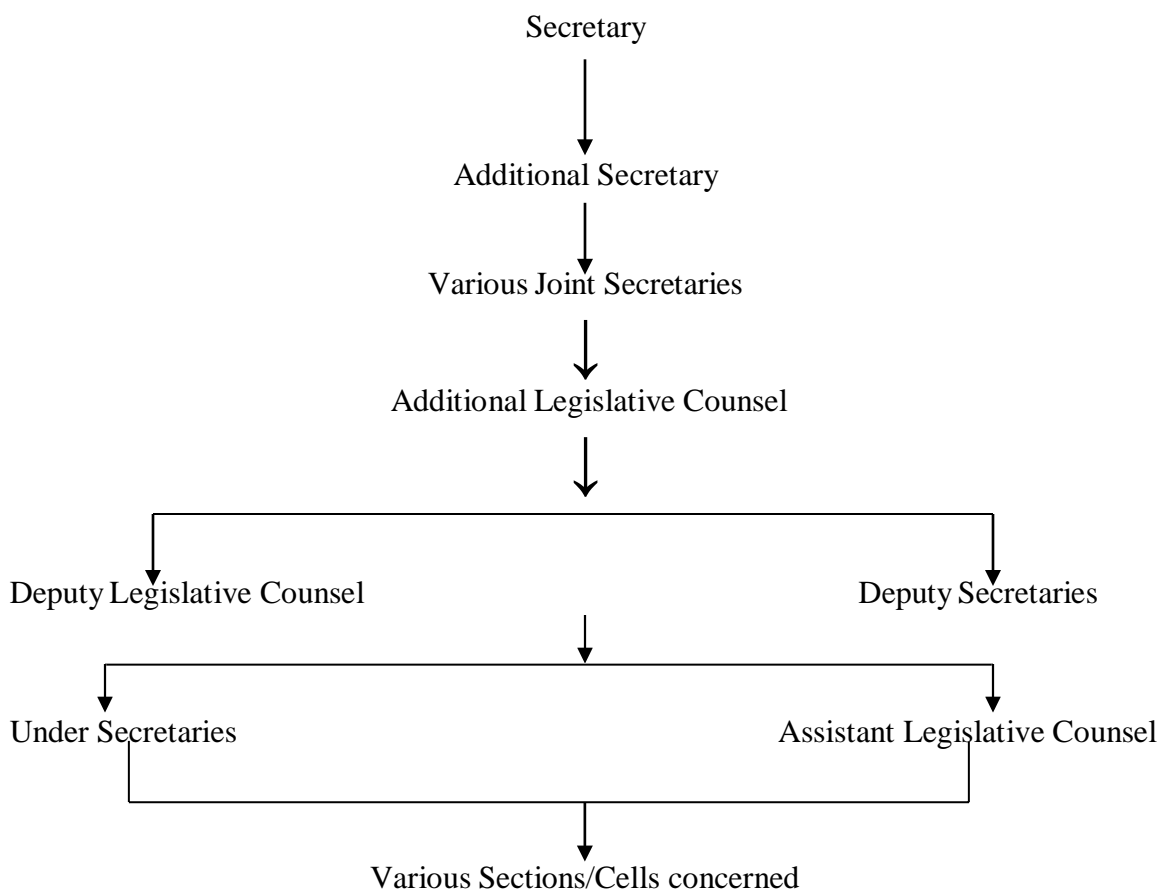 Secretary
Additional Secretary
Various Joint Secretaries
Additional Legislative Counsel
Deputy Legislative Counsel
Deputy Secretaries
Under Secretaries
Assistant Legislative Counsel
Various Sections/Cells concerned